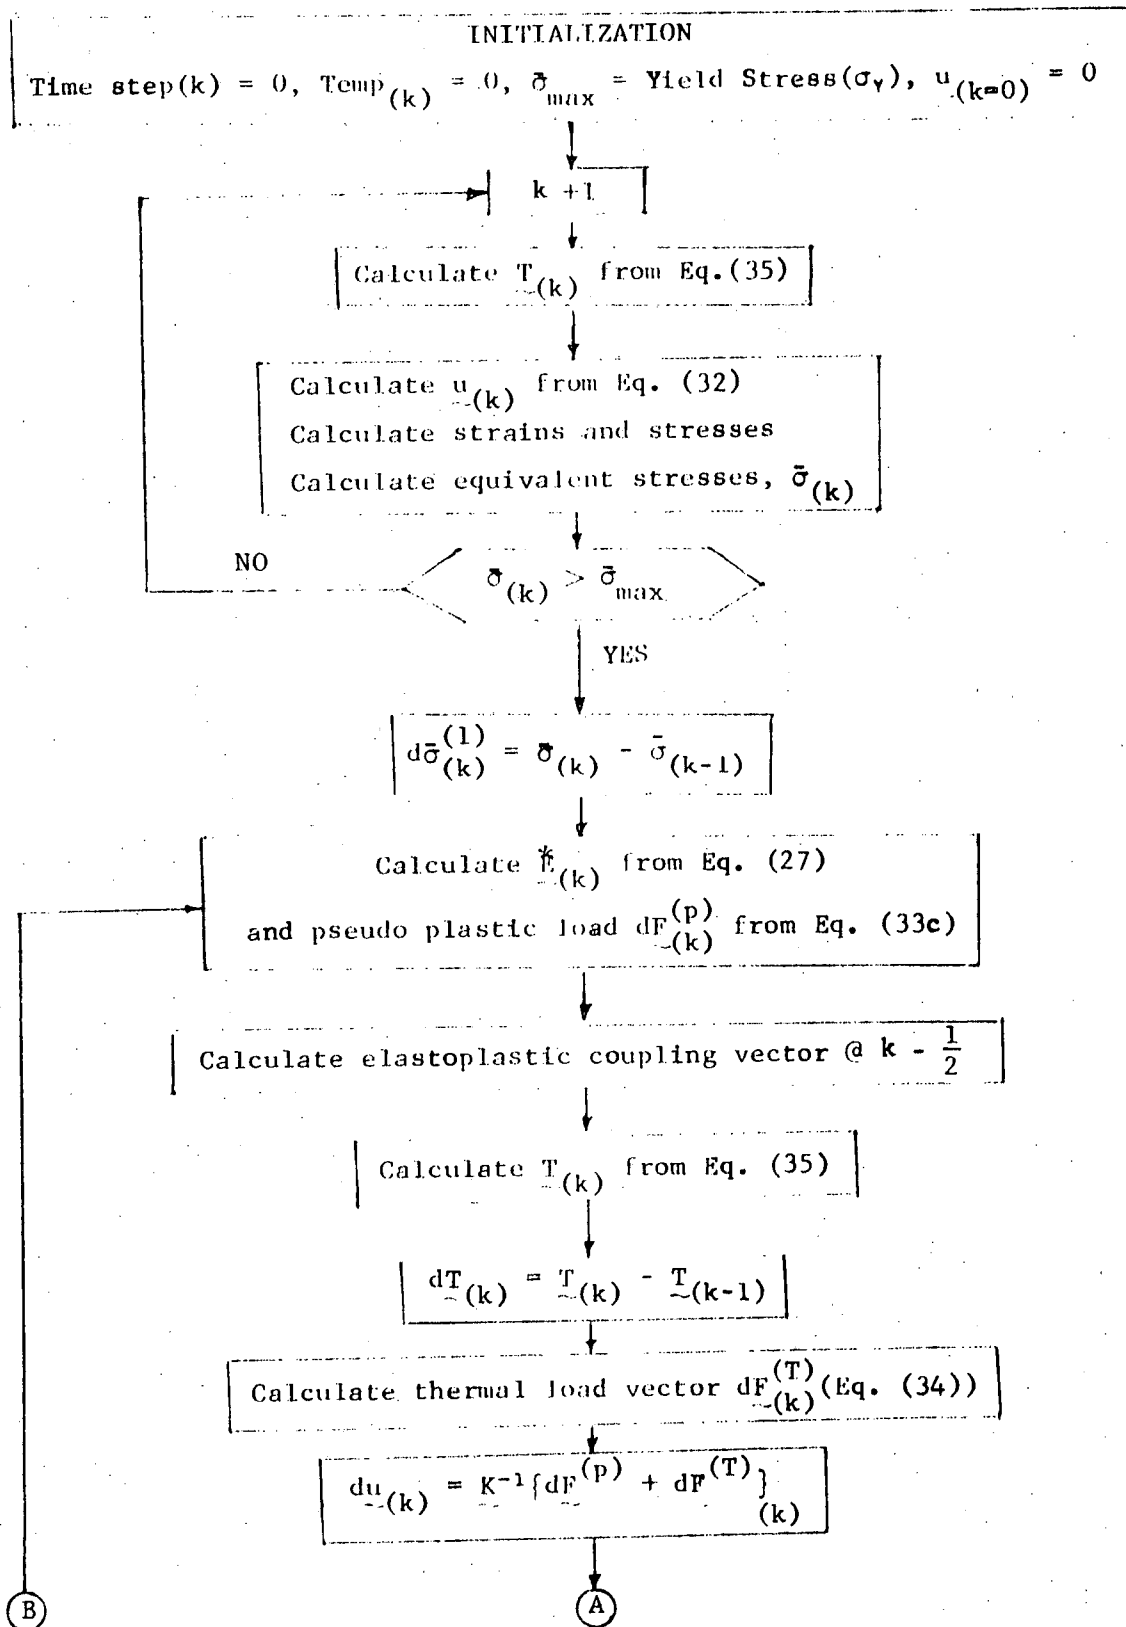 INITIALIZATION
Time step(k) = 0, Temp(k) = 0, σ̄max = Yield Stress(σY), u(k=0) = 0
k + 1
Calculate T(k) from Eq.(35)
Calculate u(k) from Eq. (32)
Calculate strains and stresses
Calculate equivalent stresses, σ̄(k)
NO
σ̄(k) > σ̄max
YES
dσ̄(k)^(1) = σ̄(k) - σ̄(k-1)
Calculate (k) from Eq. (27)
and pseudo plastic load dF(k)^(p) from Eq. (33c)
Calculate elastoplastic coupling vector @ k - 1/2
Calculate T(k) from Eq. (35)
dT(k) = T(k) - T(k-1)
Calculate thermal load vector dF(k)^(T)(Eq. (34))
du(k) = K^-1{dF^(p) + dF^(T)}(k)
B
A